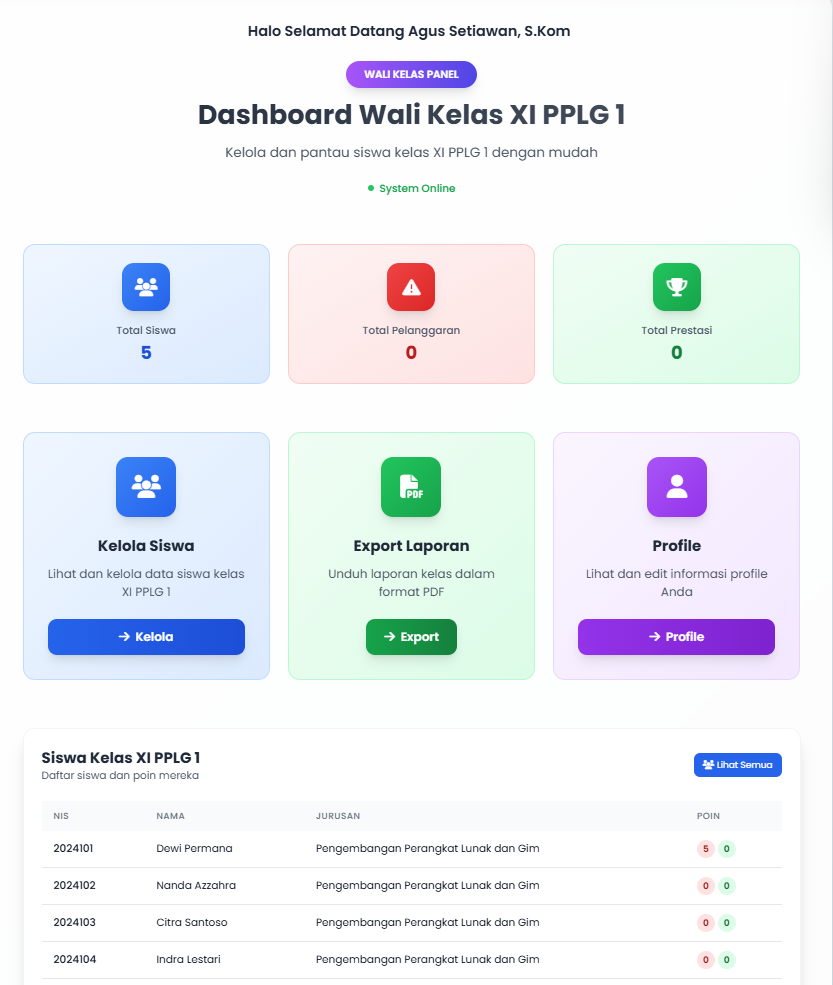 Halo Selamat Datang Agus Setiawan, S.Kom
WALI KELAS PANEL
Dashboard Wali Kelas XI PPLG 1
Kelola dan pantau siswa kelas XI PPLG 1 dengan mudah
System Online
Total Siswa
5
Total Pelanggaran
0
Total Prestasi
0
Kelola Siswa
Lihat dan kelola data siswa kelas
XI PPLG 1
Kelola
PDF
Export Laporan
Unduh laporan kelas dalam
format PDF
Export
Profile
Lihat dan edit informasi profile
Anda
Profile
Siswa Kelas XI PPLG 1
Daftar siswa dan poin mereka
Lihat Semua
NIS NAMA JURUSAN POIN
2024101 Dewi Permana Pengembangan Perangkat Lunak dan Gim 5 0
2024102 Nanda Azzahra Pengembangan Perangkat Lunak dan Gim 0 0
2024103 Citra Santoso Pengembangan Perangkat Lunak dan Gim 0 0
2024104 Indra Lestari Pengembangan Perangkat Lunak dan Gim 0 0